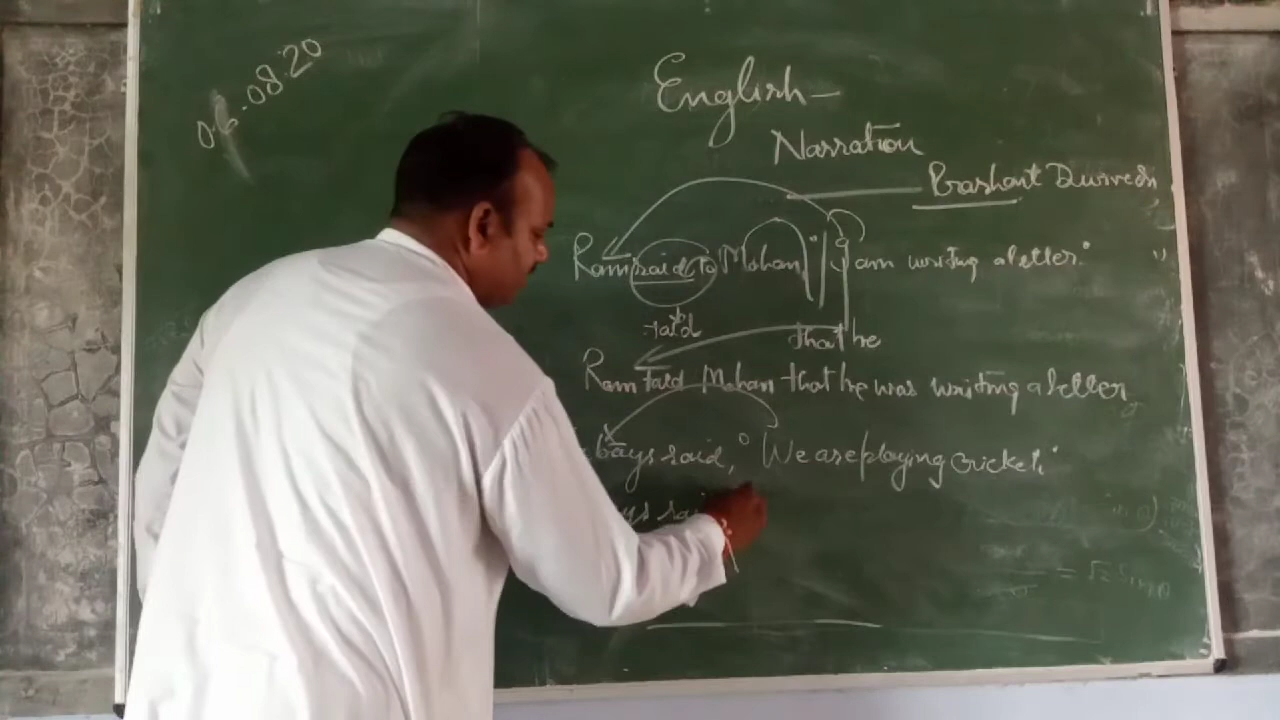 06.08.20
English-
Narration
Prashant
Ram said to Mohan "I am writing a letter."
told
that he
Ram told Mohan that he was writing a letter
boys said, "We are playing cricket."